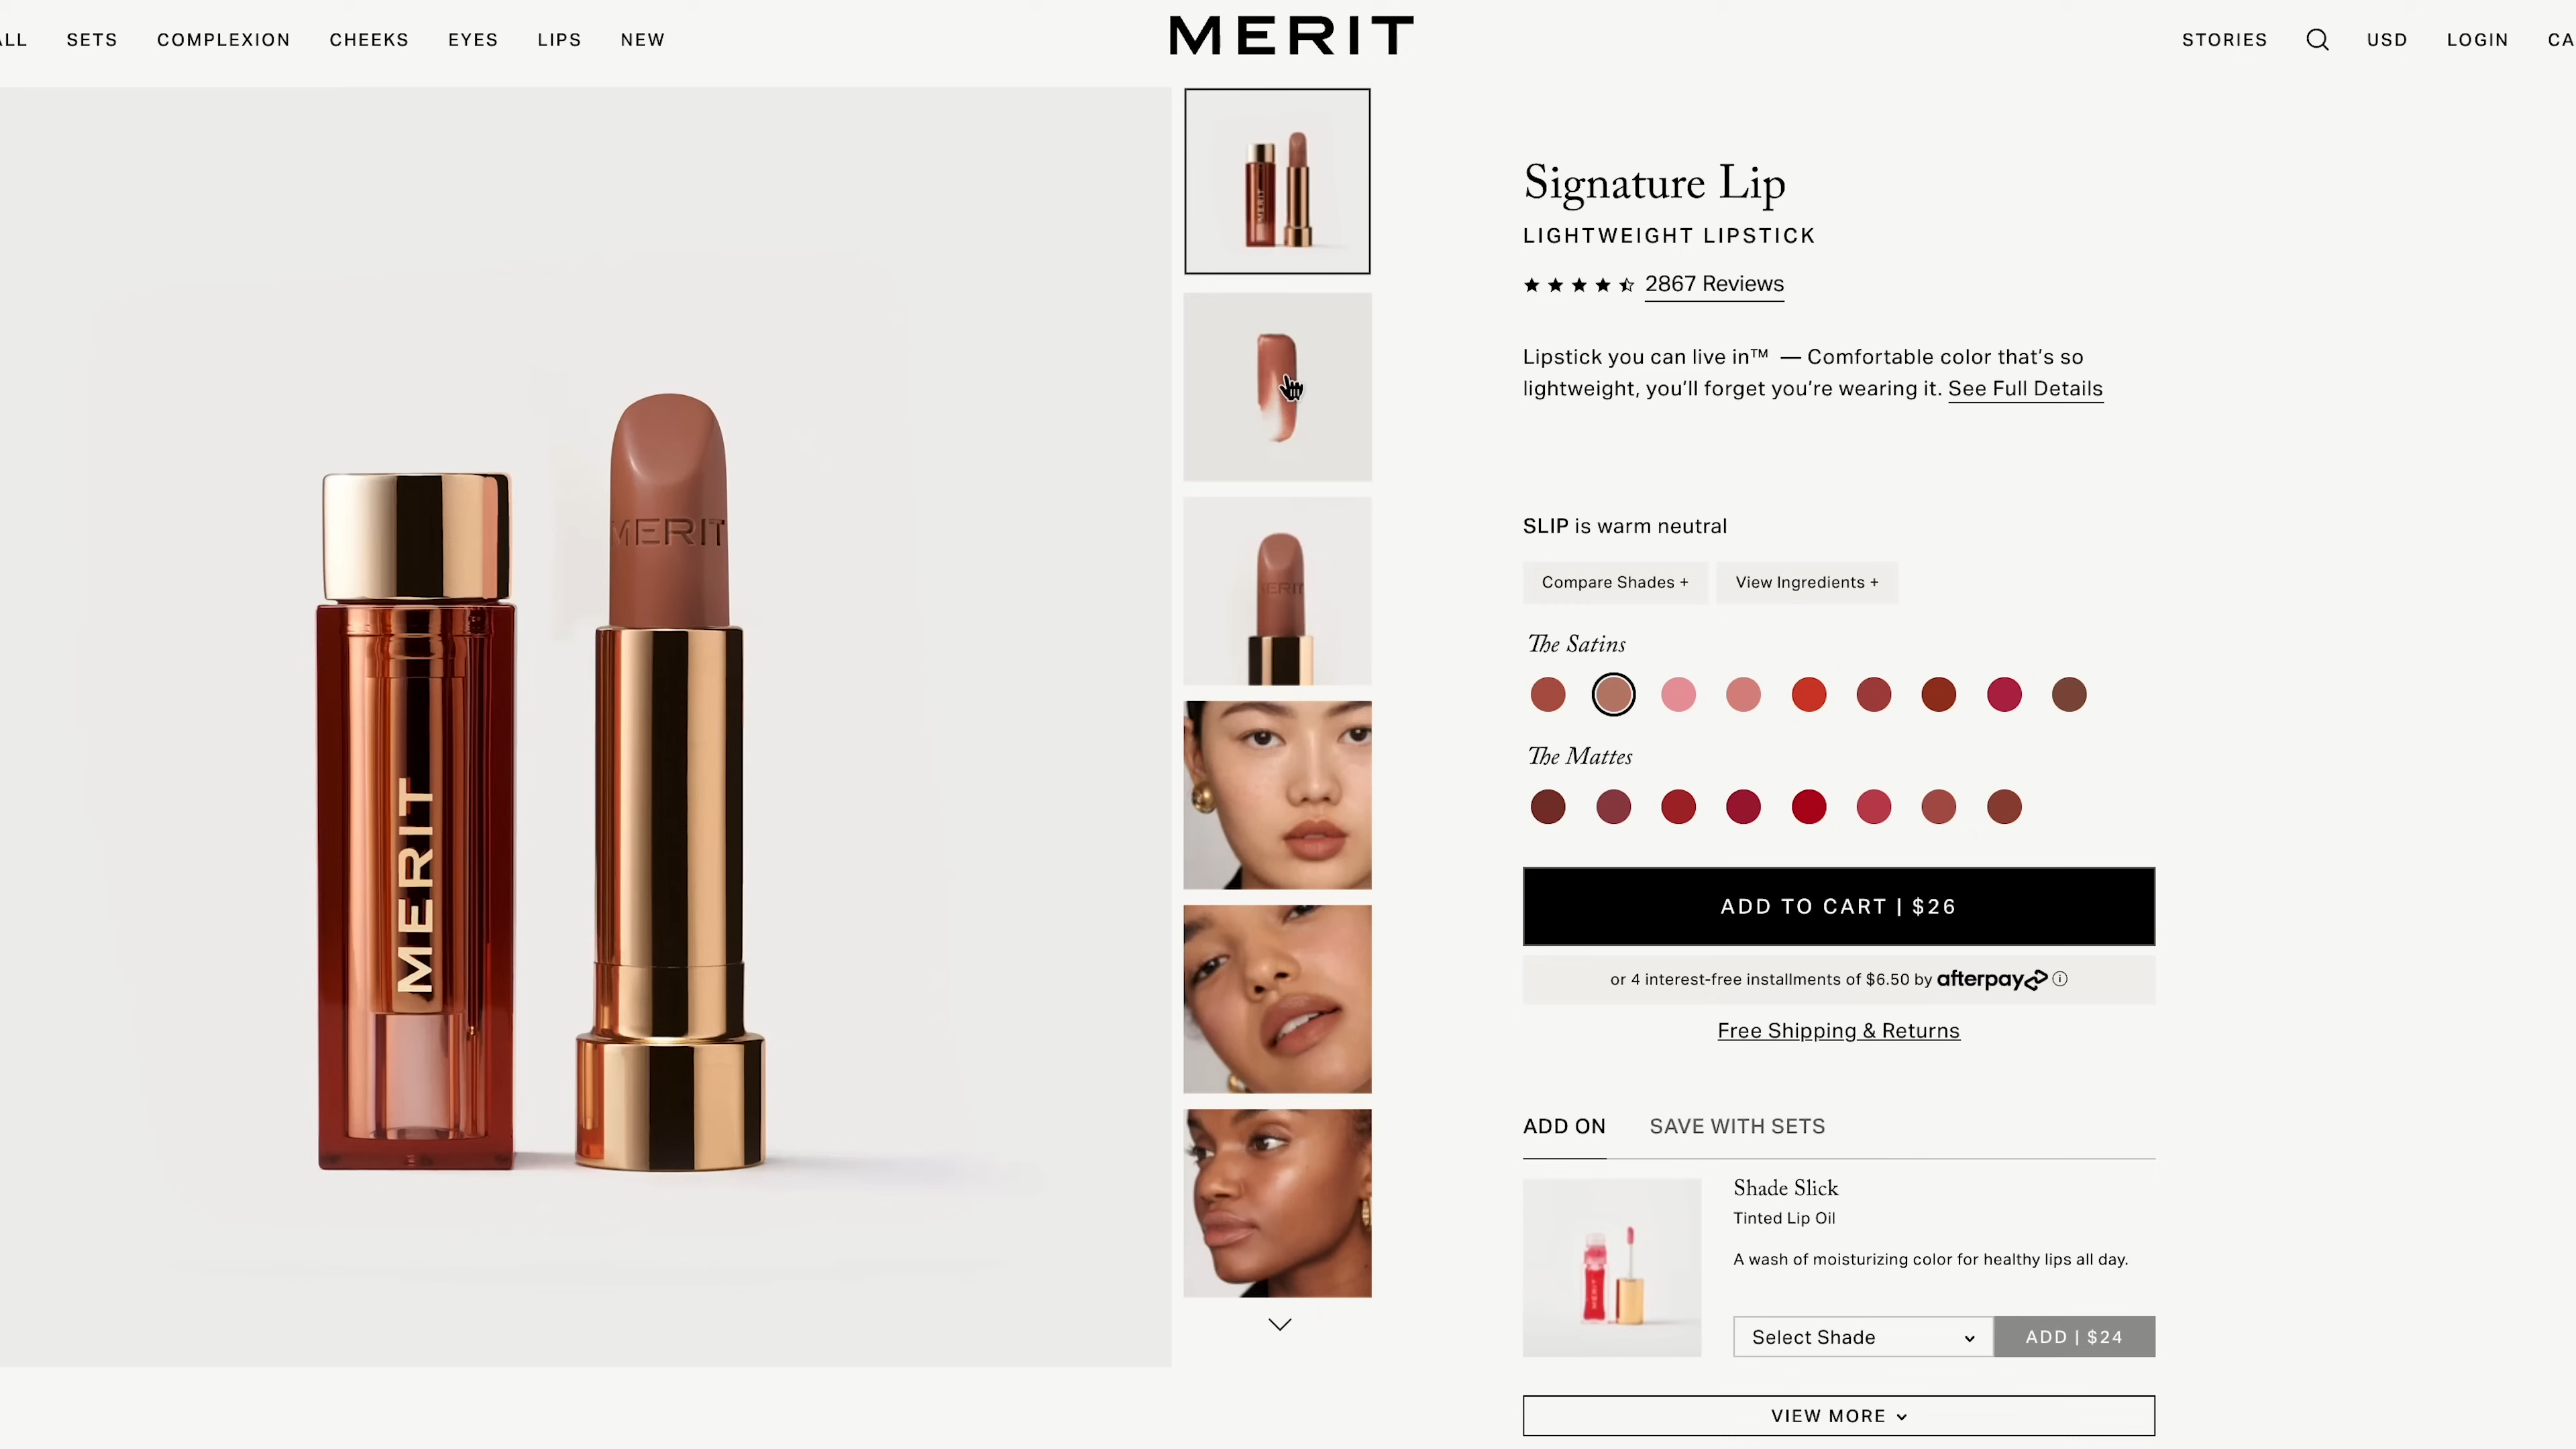 SETS COMPLEXION CHEEKS EYES LIPS NEW
MERIT
STORIES USD LOGIN
MERIT
MERIT
Signature Lip
LIGHTWEIGHT LIPSTICK
2867 Reviews
Lipstick you can live in™ — Comfortable color that's so
lightweight, you'll forget you're wearing it. See Full Details
SLIP is warm neutral
Compare Shades + View Ingredients +
The Satins
The Mattes
ADD TO CART | $26
or 4 interest-free installments of $6.50 by afterpay
Free Shipping & Returns
ADD ON SAVE WITH SETS
Shade Slick
Tinted Lip Oil
A wash of moisturizing color for healthy lips all day.
Select Shade ADD | $24
VIEW MORE